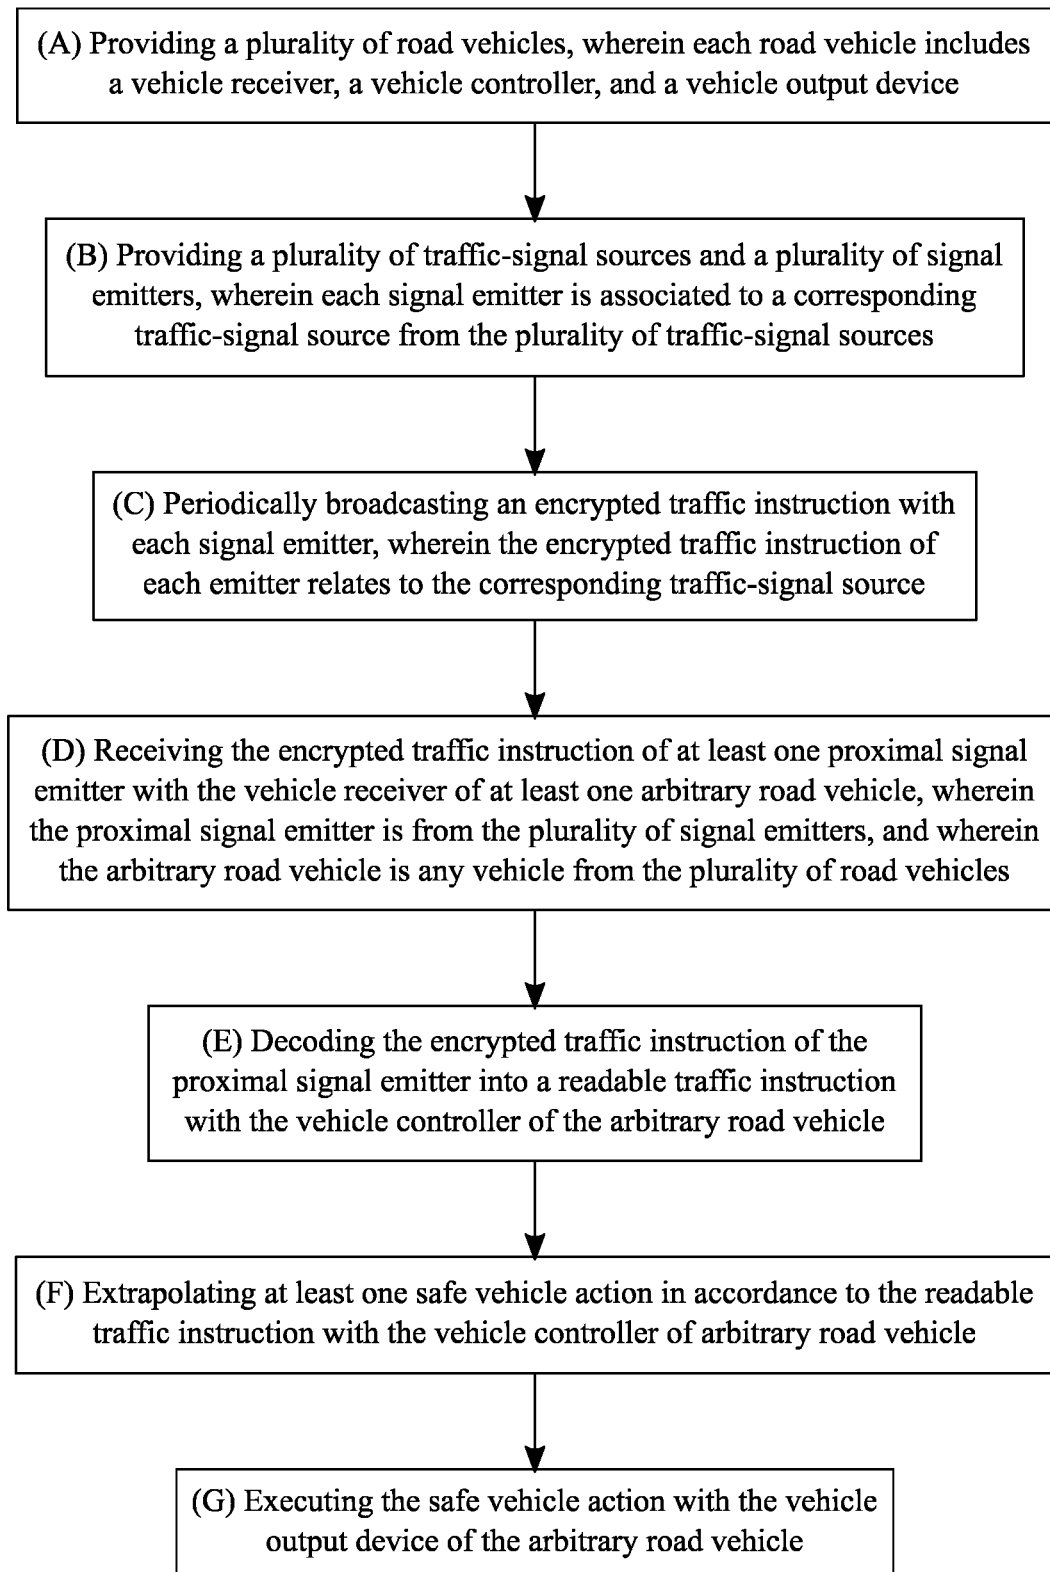 (A) Providing a plurality of road vehicles, wherein each road vehicle includes
a vehicle receiver, a vehicle controller, and a vehicle output device
(B) Providing a plurality of traffic-signal sources and a plurality of signal
emitters, wherein each signal emitter is associated to a corresponding
traffic-signal source from the plurality of traffic-signal sources
(C) Periodically broadcasting an encrypted traffic instruction with
each signal emitter, wherein the encrypted traffic instruction of
each emitter relates to the corresponding traffic-signal source
(D) Receiving the encrypted traffic instruction of at least one proximal signal
emitter with the vehicle receiver of at least one arbitrary road vehicle, wherein
the proximal signal emitter is from the plurality of signal emitters, and wherein
the arbitrary road vehicle is any vehicle from the plurality of road vehicles
(E) Decoding the encrypted traffic instruction of the
proximal signal emitter into a readable traffic instruction
with the vehicle controller of the arbitrary road vehicle
(F) Extrapolating at least one safe vehicle action in accordance to the readable
traffic instruction with the vehicle controller of arbitrary road vehicle
(G) Executing the safe vehicle action with the vehicle
output device of the arbitrary road vehicle